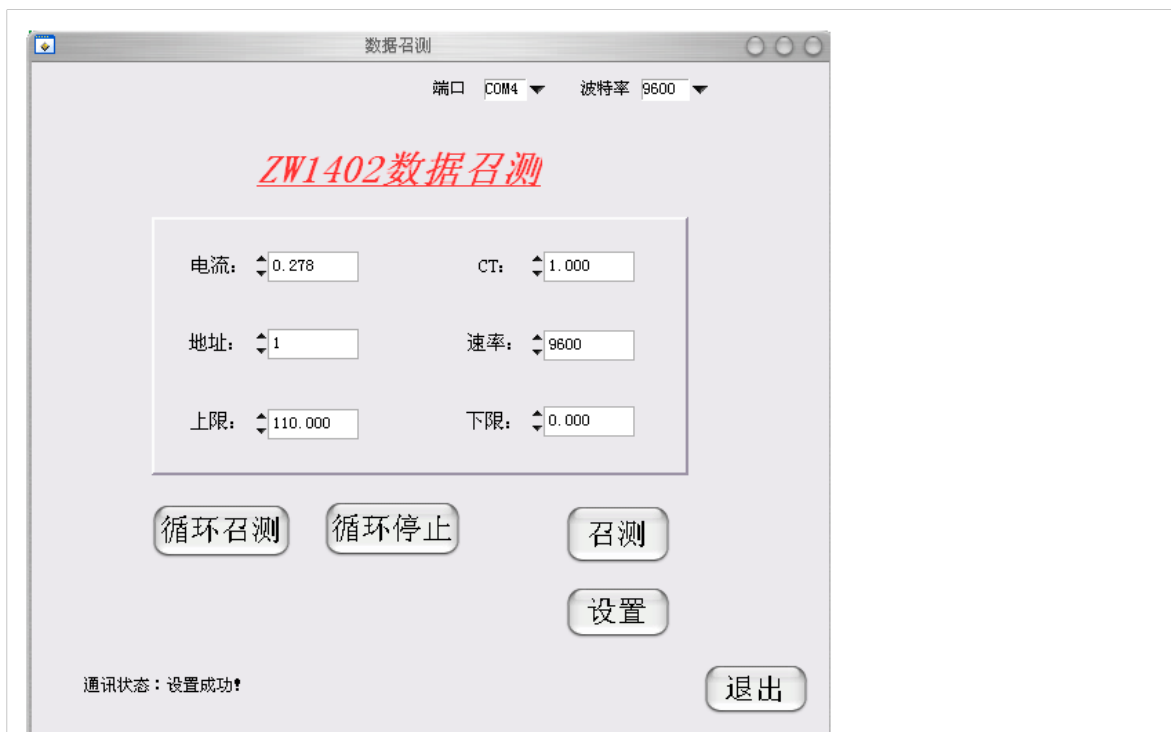 数据召测
端口 COM4 波特率 9600
ZW1402数据召测
电流： 0.278 CT： 1.000
地址： 1 速率： 9600
上限： 110.000 下限： 0.000
循环召测 循环停止 召测
设置
通讯状态：设置成功！
退出